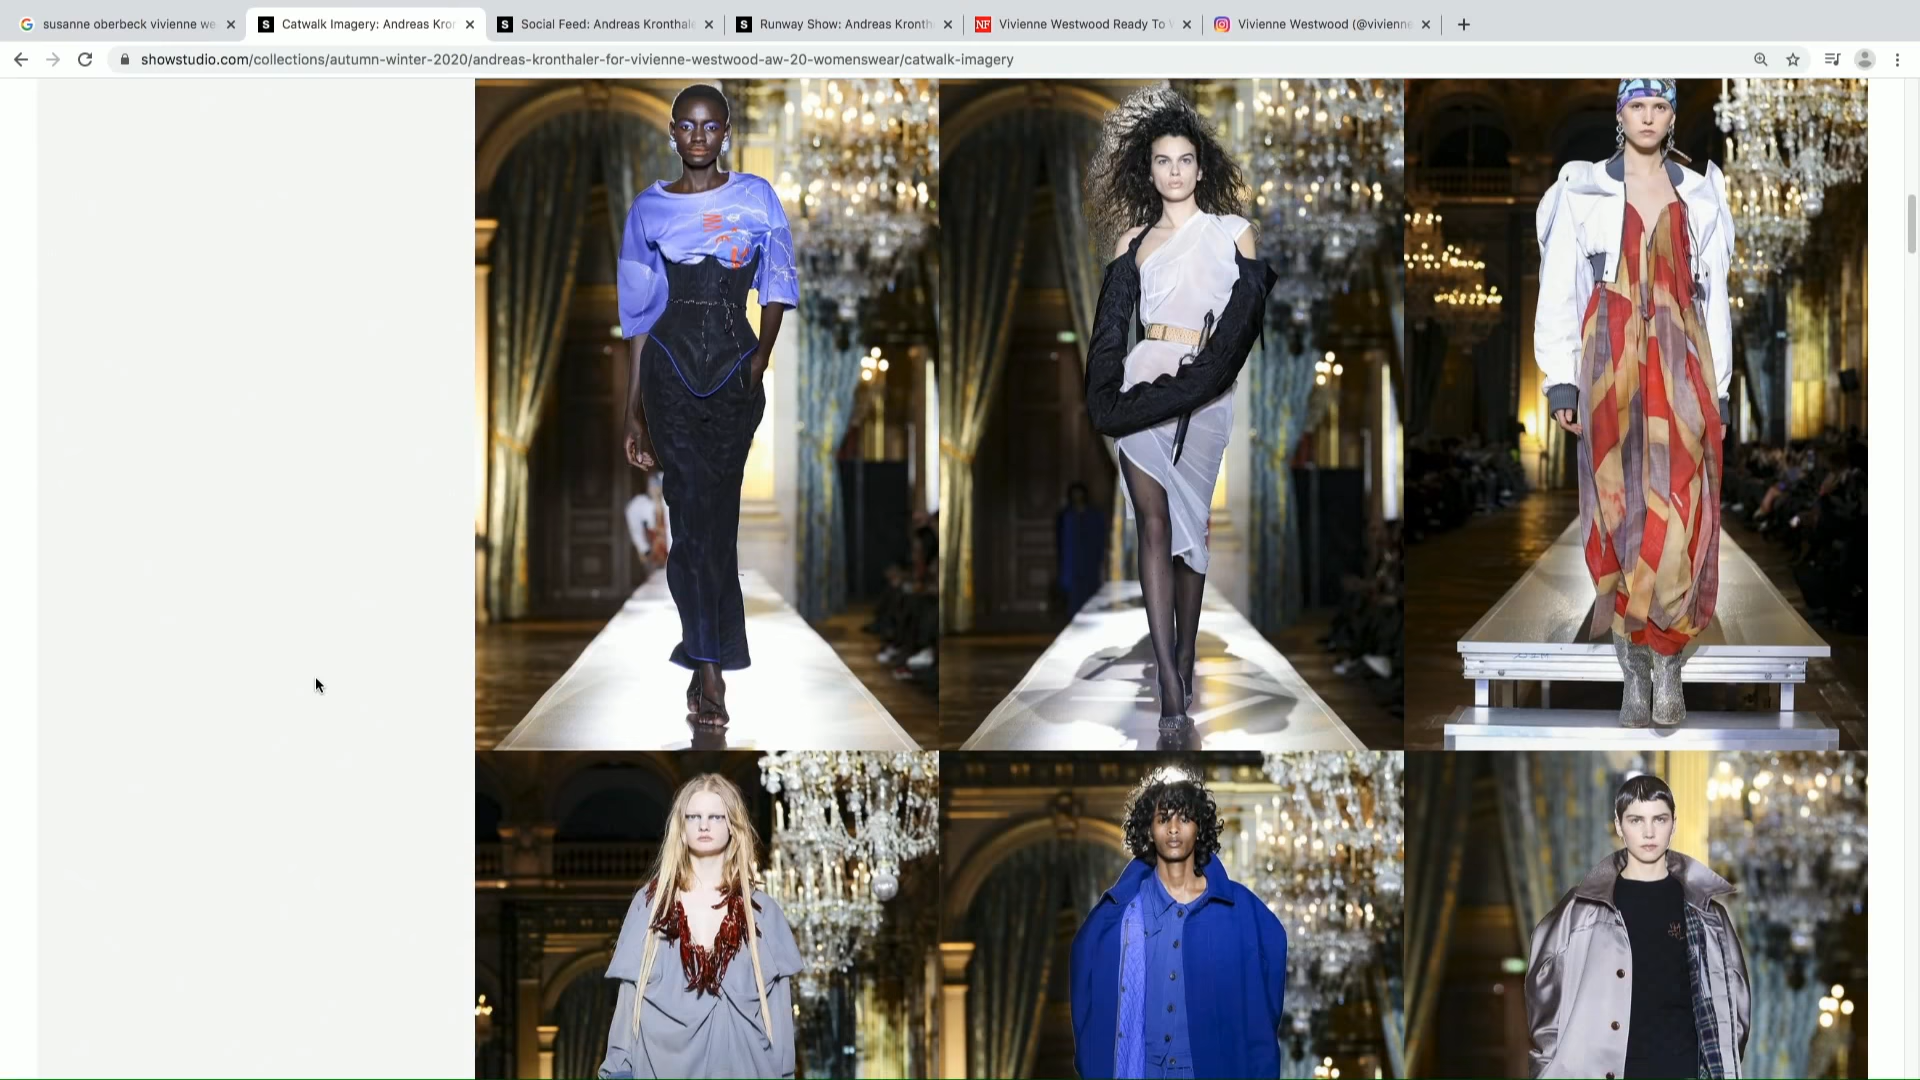 susanne oberbeck vivienne we
Catwalk Imagery: Andreas Kro
Social Feed: Andreas Kronthale
Runway Show: Andreas Kronth
NF
Vivienne Westwood Ready To W
Vivienne Westwood (@vivienne
showstudio.com/collections/autumn-winter-2020/andreas-kronthaler-for-vivienne-westwood-aw-20-womenswear/catwalk-imagery